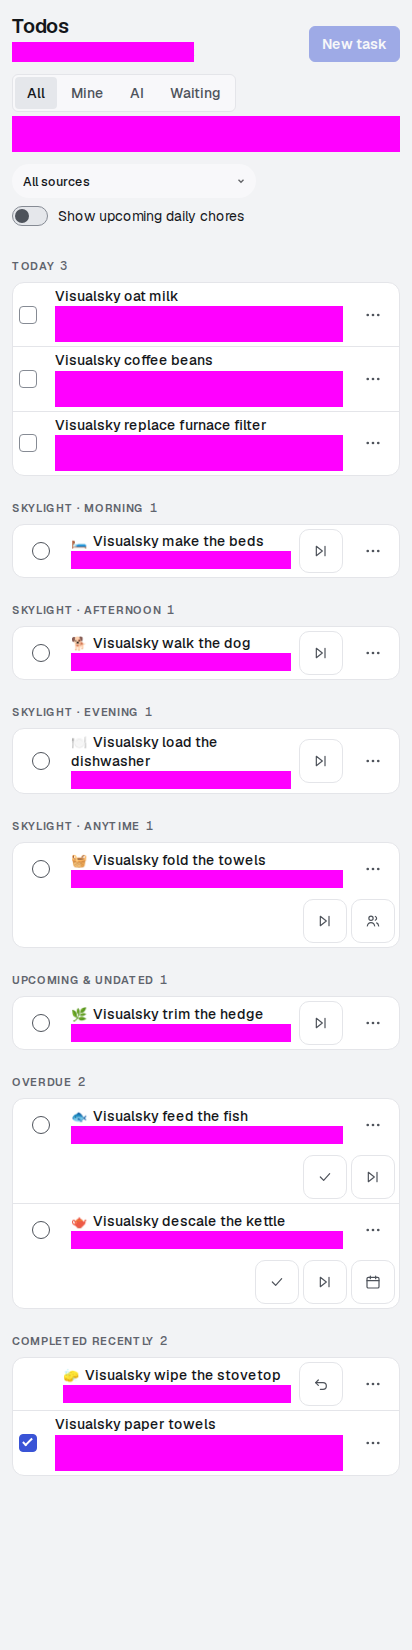 Todos
New task
All Mine AI Waiting
All sources
Show upcoming daily chores
TODAY 3
Visualsky oat milk
Visualsky coffee beans
Visualsky replace furnace filter
SKYLIGHT · MORNING 1
🛏️ Visualsky make the beds
SKYLIGHT · AFTERNOON 1
🐕 Visualsky walk the dog
SKYLIGHT · EVENING 1
🍽️ Visualsky load the
dishwasher
SKYLIGHT · ANYTIME 1
🧺 Visualsky fold the towels
UPCOMING & UNDATED 1
🌿 Visualsky trim the hedge
OVERDUE 2
🐟 Visualsky feed the fish
🫖 Visualsky descale the kettle
COMPLETED RECENTLY 2
🧽 Visualsky wipe the stovetop
Visualsky paper towels